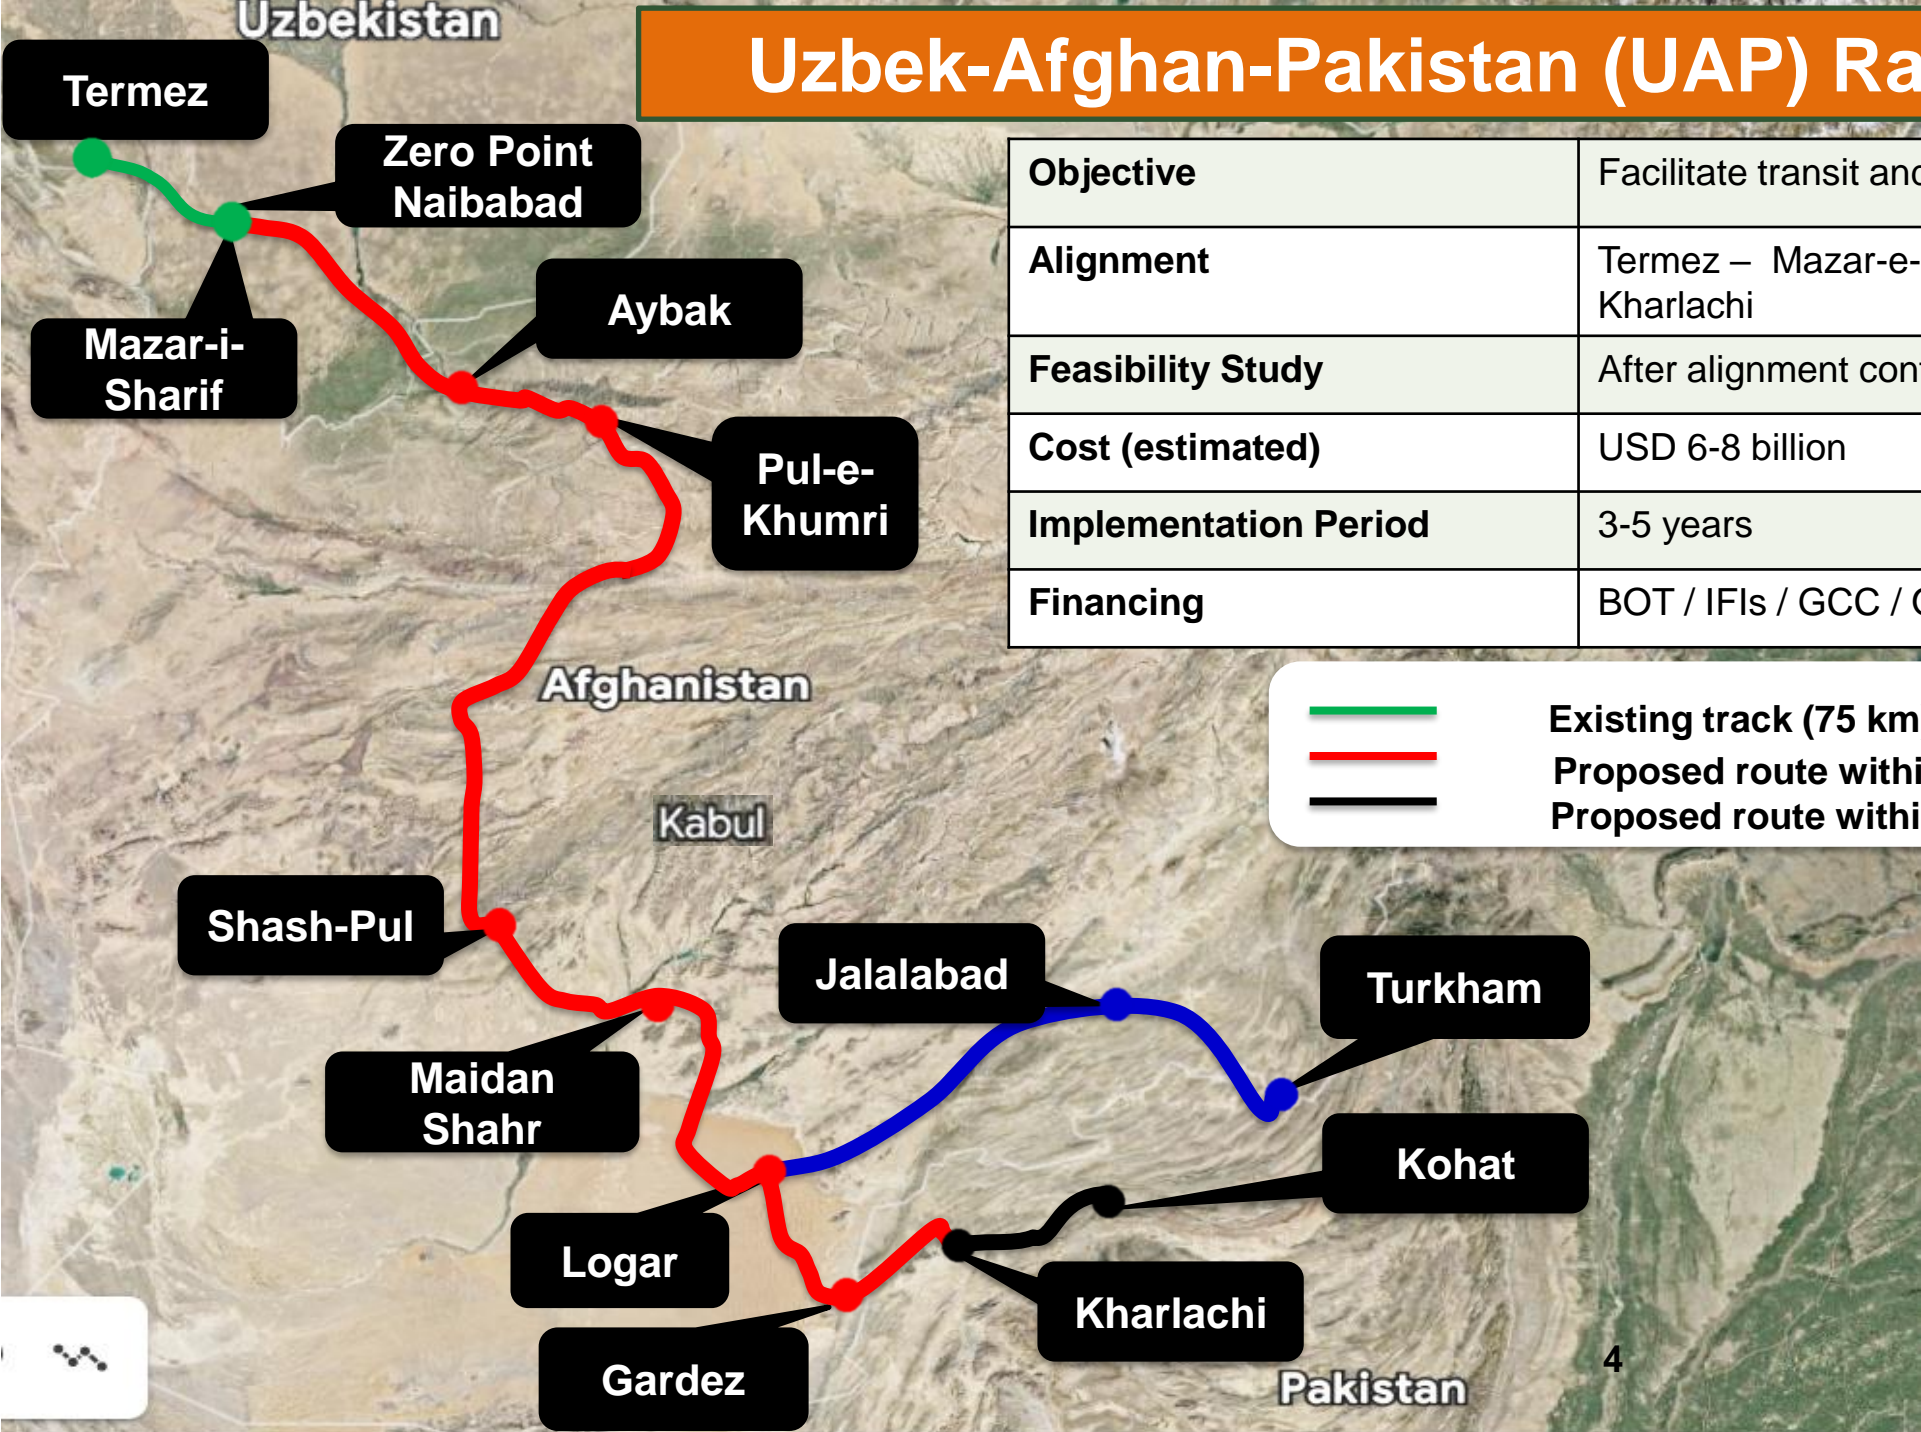 Uzbekistan
Uzbek-Afghan-Pakistan (UAP) Ra
Termez
Zero Point
Naibabad
Mazar-i-
Sharif
Aybak
Pul-e-
Khumri
Objective
Facilitate transit and
Alignment
Termez –  Mazar-e-
Kharlachi
Feasibility Study
After alignment conf
Cost (estimated)
USD 6-8 billion
Implementation Period
3-5 years
Financing
BOT / IFIs / GCC /
Afghanistan
Existing track (75 km
Proposed route withi
Proposed route withi
Kabul
Shash-Pul
Jalalabad
Turkham
Maidan
Shahr
Kohat
Logar
Kharlachi
Gardez
4
Pakistan